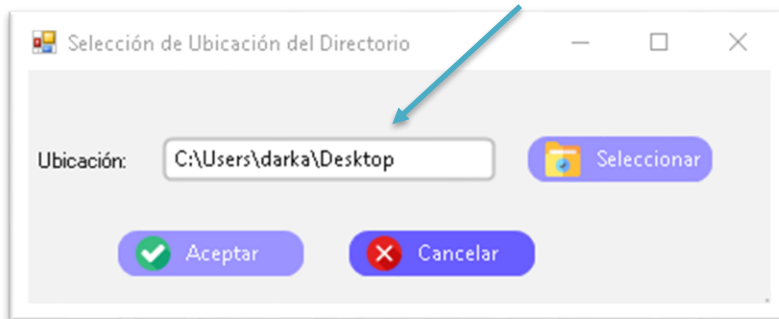 Selección de Ubicación del Directorio
Ubicación: C:\Users\darka\Desktop Seleccionar
Aceptar Cancelar